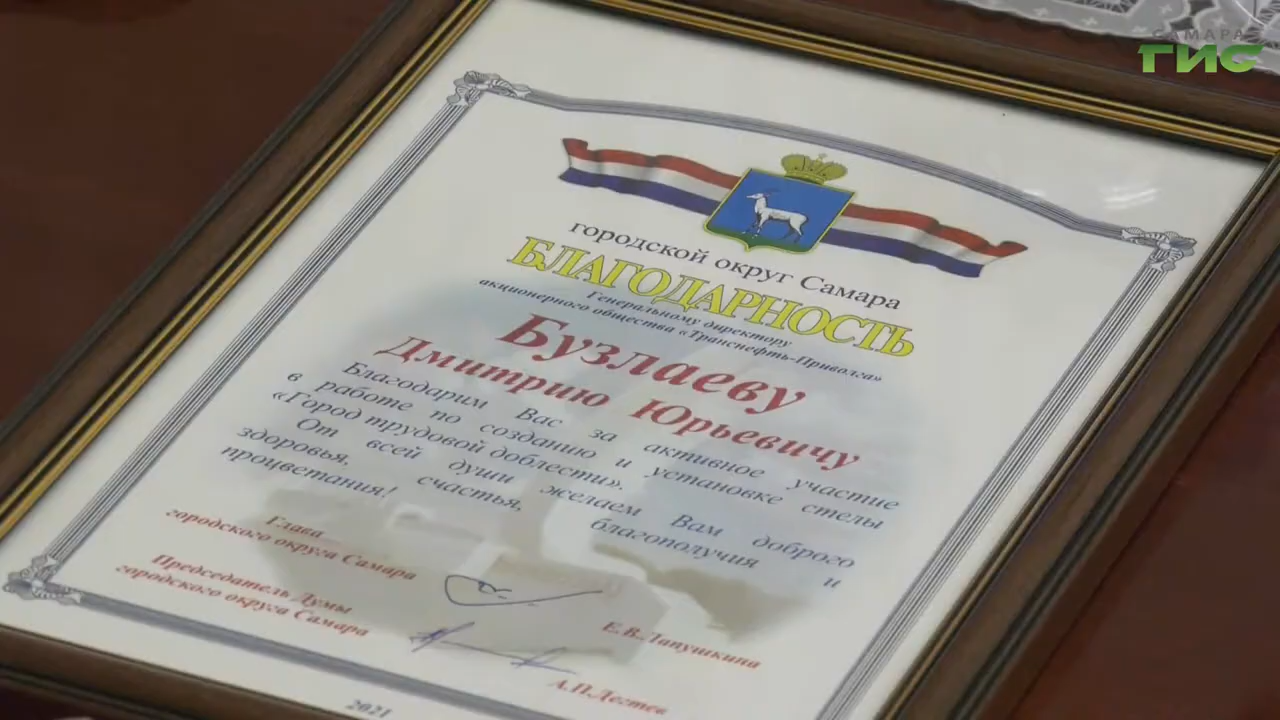 САМАРА
ГИС
городской округ Самара
БЛАГОДАРНОСТЬ
Генеральному директору
акционерного общества «Транснефть-Приволга»
Бузлаеву
Дмитрию Юрьевичу
Благодарим Вас за активное участие
в работе по созданию и установке стелы
«Город трудовой доблести».
От всей души желаем Вам доброго
здоровья, счастья, благополучия и
процветания!
Глава
городского округа Самара
Е.В.Лапушкина
Председатель Думы
городского округа Самара
А.П.Дегтев
2021